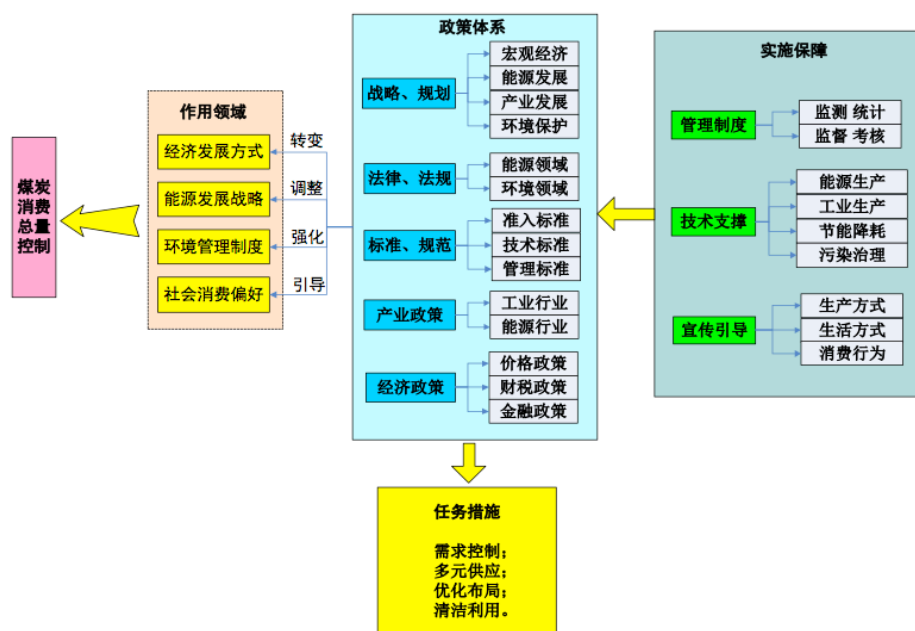 煤炭
消费
总量
控制
作用领域
经济发展方式
能源发展战略
环境管理制度
社会消费偏好
转变
调整
强化
引导
政策体系
战略、规划
宏观经济
能源发展
产业发展
环境保护
法律、法规
能源领域
环境领域
标准、规范
准入标准
技术标准
管理标准
产业政策
工业行业
能源行业
经济政策
价格政策
财税政策
金融政策
实施保障
管理制度
监测 统计
监督 考核
技术支撑
能源生产
工业生产
节能降耗
污染治理
宣传引导
生产方式
生活方式
消费行为
任务措施
需求控制；
多元供应；
优化布局；
清洁利用。